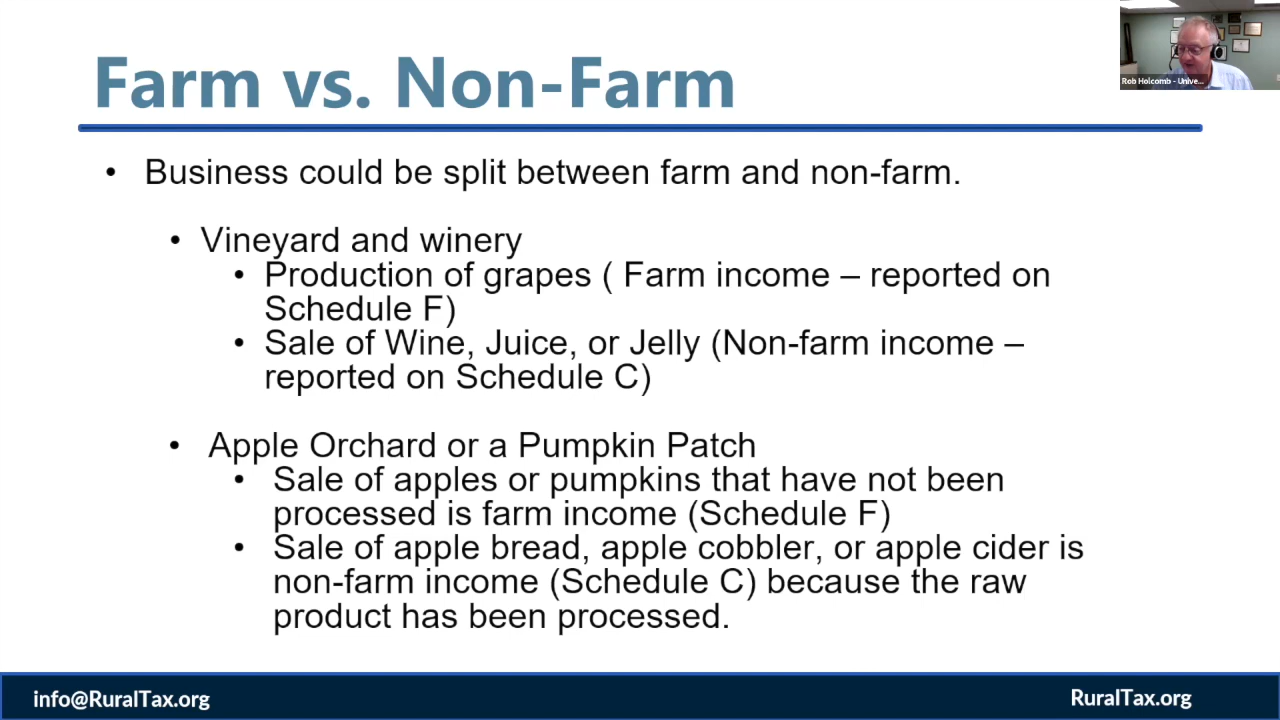 Farm vs. Non-Farm
Rob Holcomb - Unive...
• Business could be split between farm and non-farm.
• Vineyard and winery
• Production of grapes ( Farm income – reported on
Schedule F)
• Sale of Wine, Juice, or Jelly (Non-farm income –
reported on Schedule C)
• Apple Orchard or a Pumpkin Patch
• Sale of apples or pumpkins that have not been
processed is farm income (Schedule F)
• Sale of apple bread, apple cobbler, or apple cider is
non-farm income (Schedule C) because the raw
product has been processed.
info@RuralTax.org
RuralTax.org